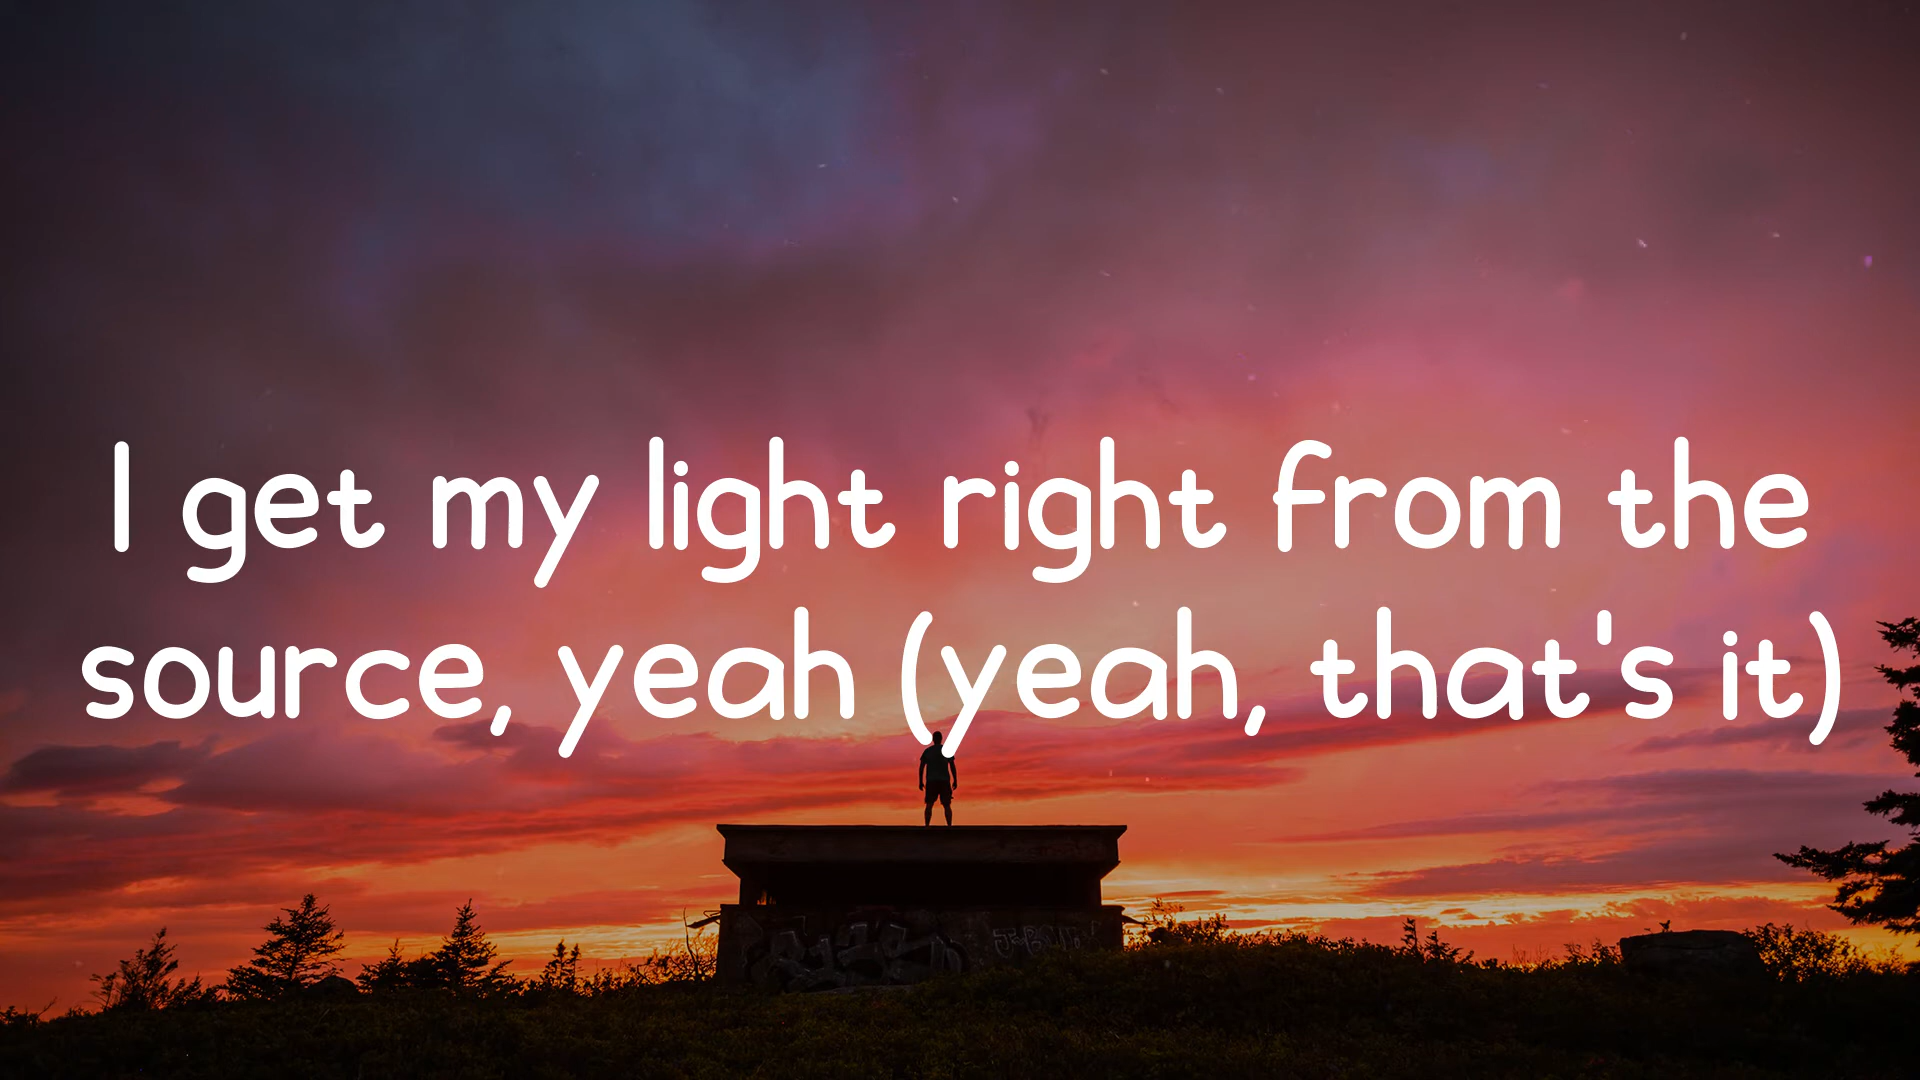 I get my light right from the
source, yeah (yeah, that's it)